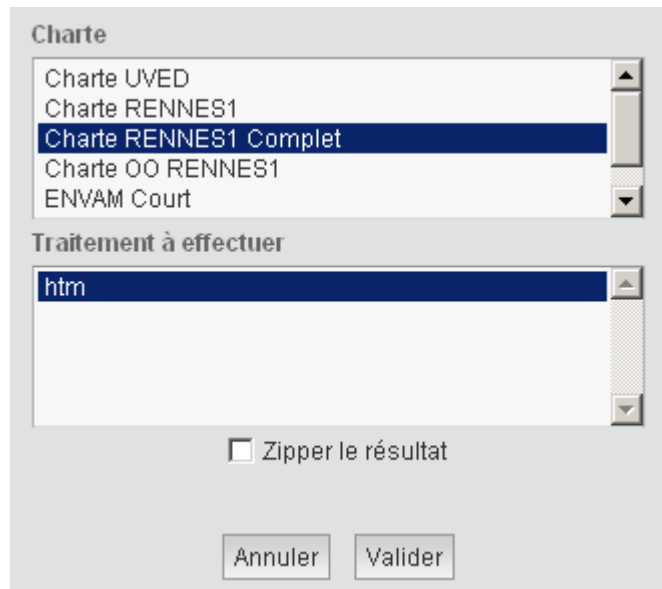 Charte
Charte UVED
Charte RENNES1
Charte RENNES1 Complet
Charte OO RENNES1
ENVAM Court
Traitement à effectuer
htm
Zipper le résultat
Annuler Valider